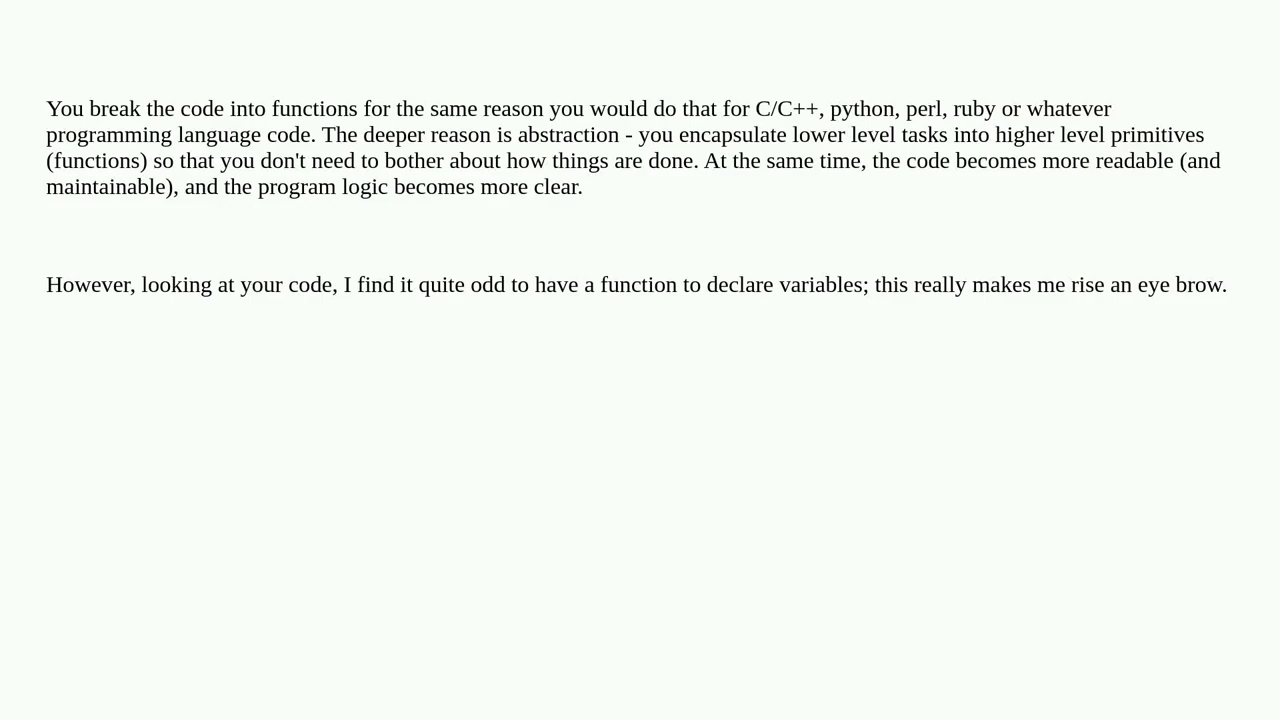 You break the code into functions for the same reason you would do that for C/C++, python, perl, ruby or whatever
programming language code. The deeper reason is abstraction - you encapsulate lower level tasks into higher level primitives
(functions) so that you don't need to bother about how things are done. At the same time, the code becomes more readable (and
maintainable), and the program logic becomes more clear.
However, looking at your code, I find it quite odd to have a function to declare variables; this really makes me rise an eye brow.